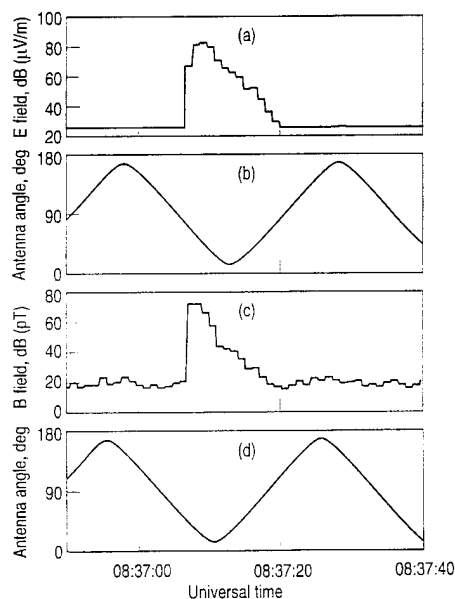 100
80
60
40
20
E field, dB (μV/m)
(a)
180
90
0
Antenna angle, deg
(b)
80
60
40
20
0
B field, dB (pT)
(c)
180
90
0
Antenna angle, deg
(d)
08:37:00 08:37:20 08:37:40
Universal time